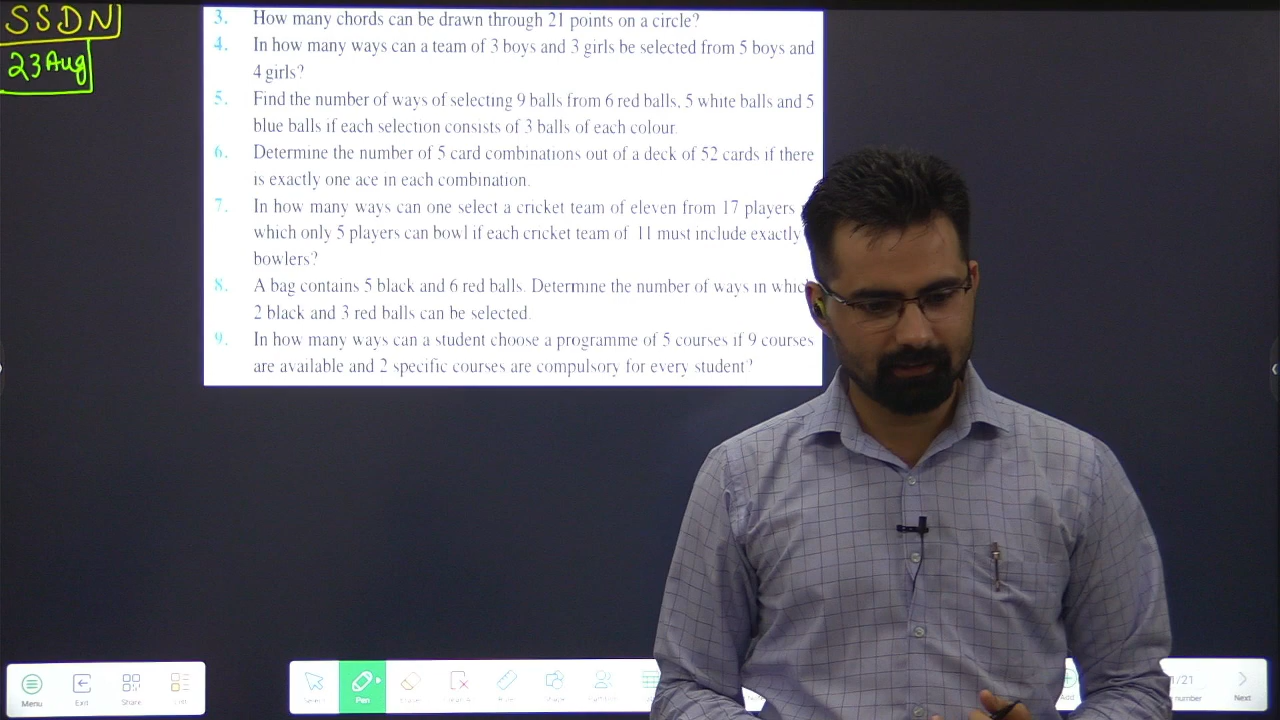 SSDN
23 Aug
3. How many chords can be drawn through 21 points on a circle?
4. In how many ways can a team of 3 boys and 3 girls be selected from 5 boys and
4 girls?
5. Find the number of ways of selecting 9 balls from 6 red balls, 5 white balls and 5
blue balls if each selection consists of 3 balls of each colour.
6. Determine the number of 5 card combinations out of a deck of 52 cards if there
is exactly one ace in each combination.
7. In how many ways can one select a cricket team of eleven from 17 players
which only 5 players can bowl if each cricket team of 11 must include exactly
bowlers?
8. A bag contains 5 black and 6 red balls. Determine the number of ways in
2 black and 3 red balls can be selected.
9. In how many ways can a student choose a programme of 5 courses if 9 courses
are available and 2 specific courses are compulsory for every student?
Menu Exit Share Pen /21 Next